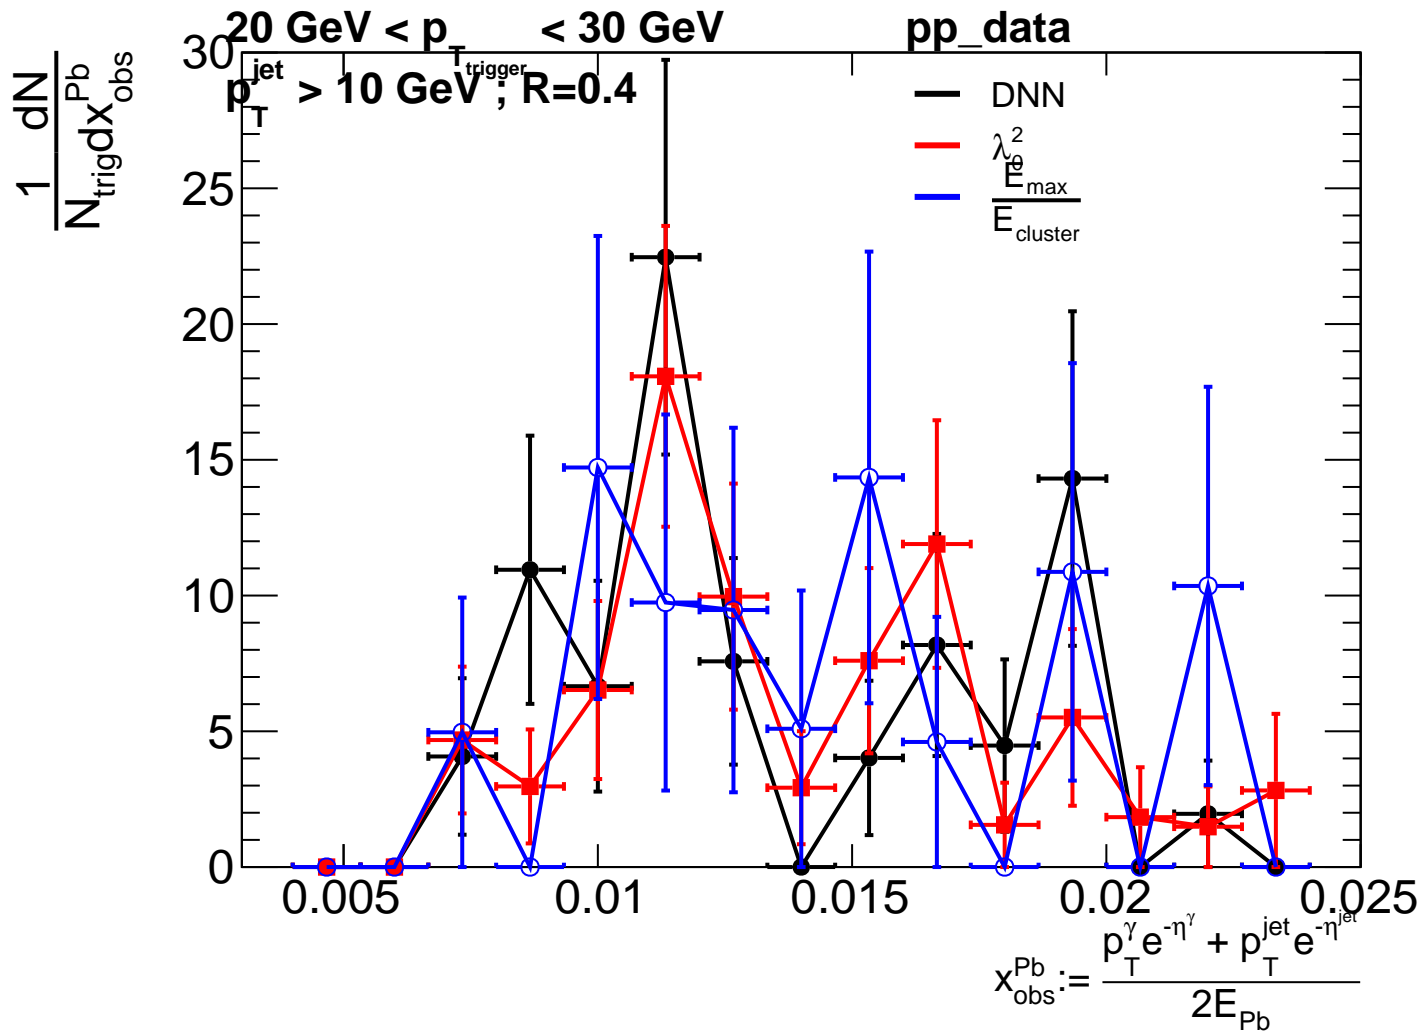 20 GeV < p_T_trigger < 30 GeV pp_data
p_T^jet > 10 GeV ; R=0.4
1 dN
N_trig dx_obs^Pb
DNN
λ_0^2
E_max
E_cluster
30
25
20
15
10
5
0
0.005 0.01 0.015 0.02 0.025
x_obs^Pb := p_T^γ e^-η^γ + p_T^jet e^-η^jet
2E_Pb